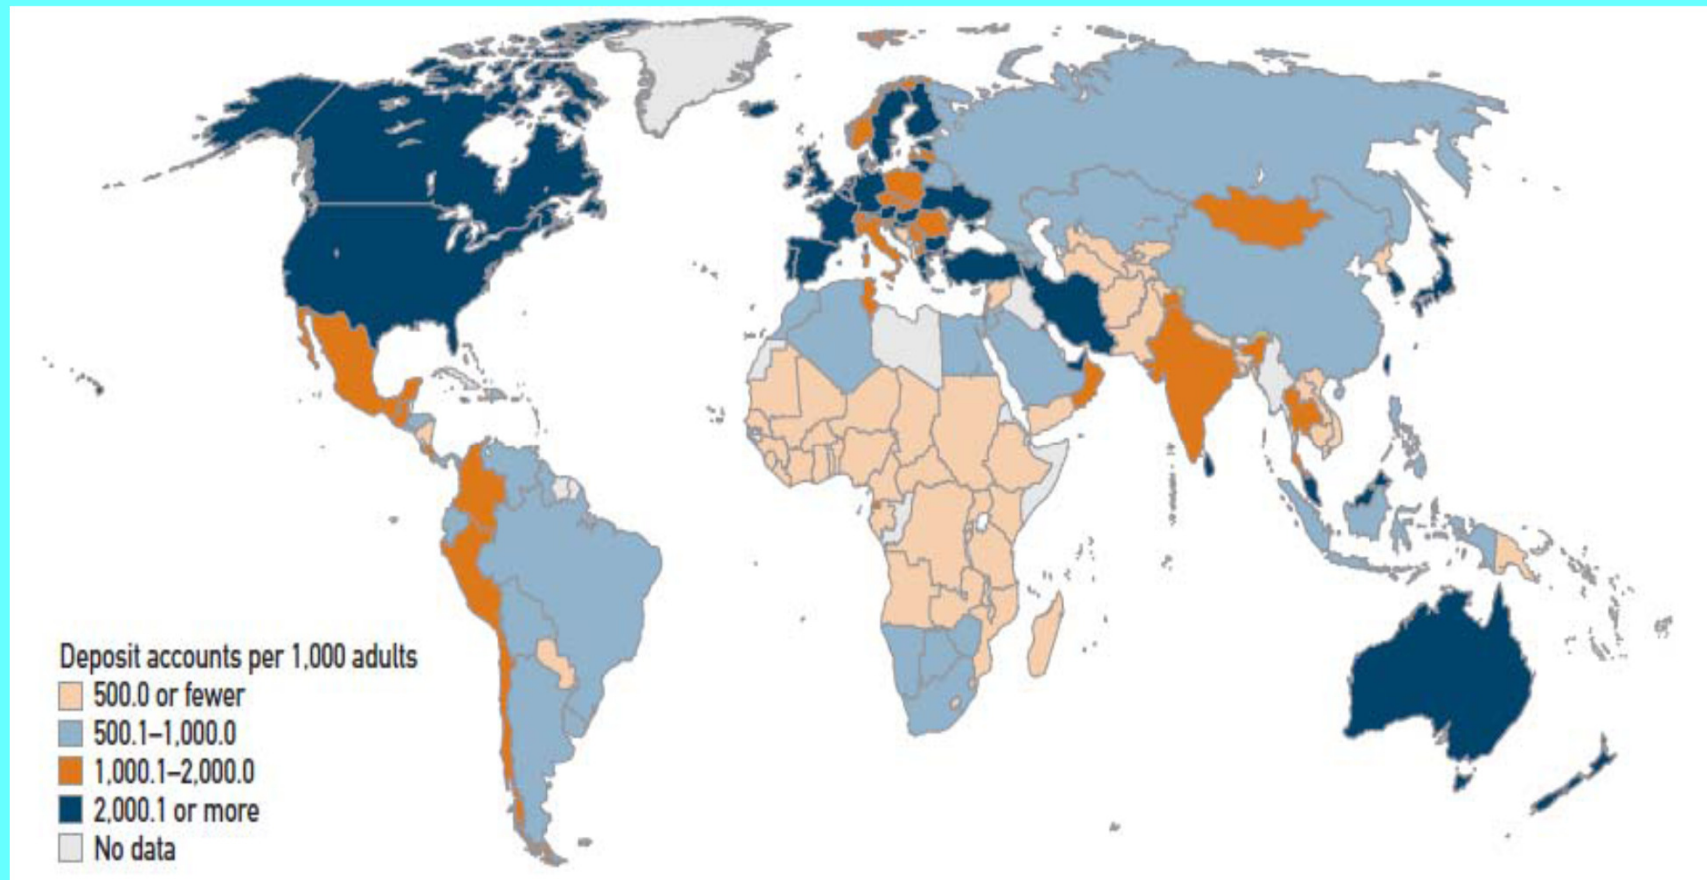 Deposit accounts per 1,000 adults
500.0 or fewer
500.1–1,000.0
1,000.1–2,000.0
2,000.1 or more
No data